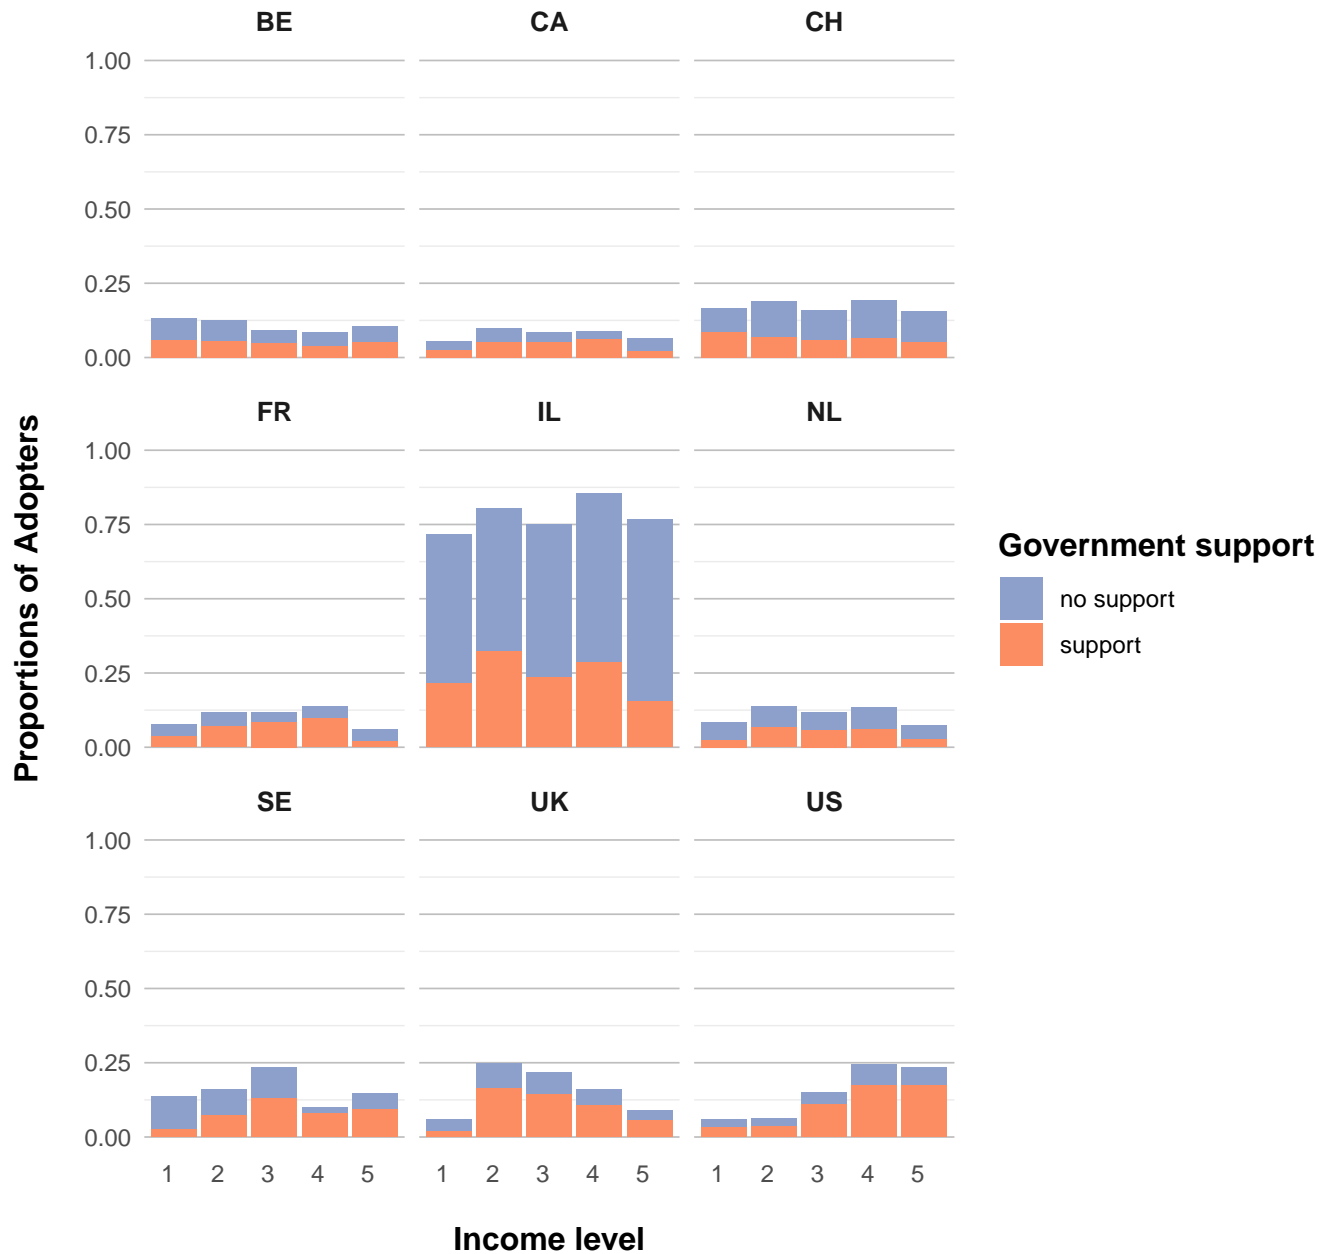 BE CA CH
1.00
0.75
0.50
0.25
0.00
FR IL NL
1.00
0.75
0.50
0.25
0.00
SE UK US
1.00
0.75
0.50
0.25
0.00
1 2 3 4 5 1 2 3 4 5 1 2 3 4 5
Income level
Proportions of Adopters
Government support
no support
support